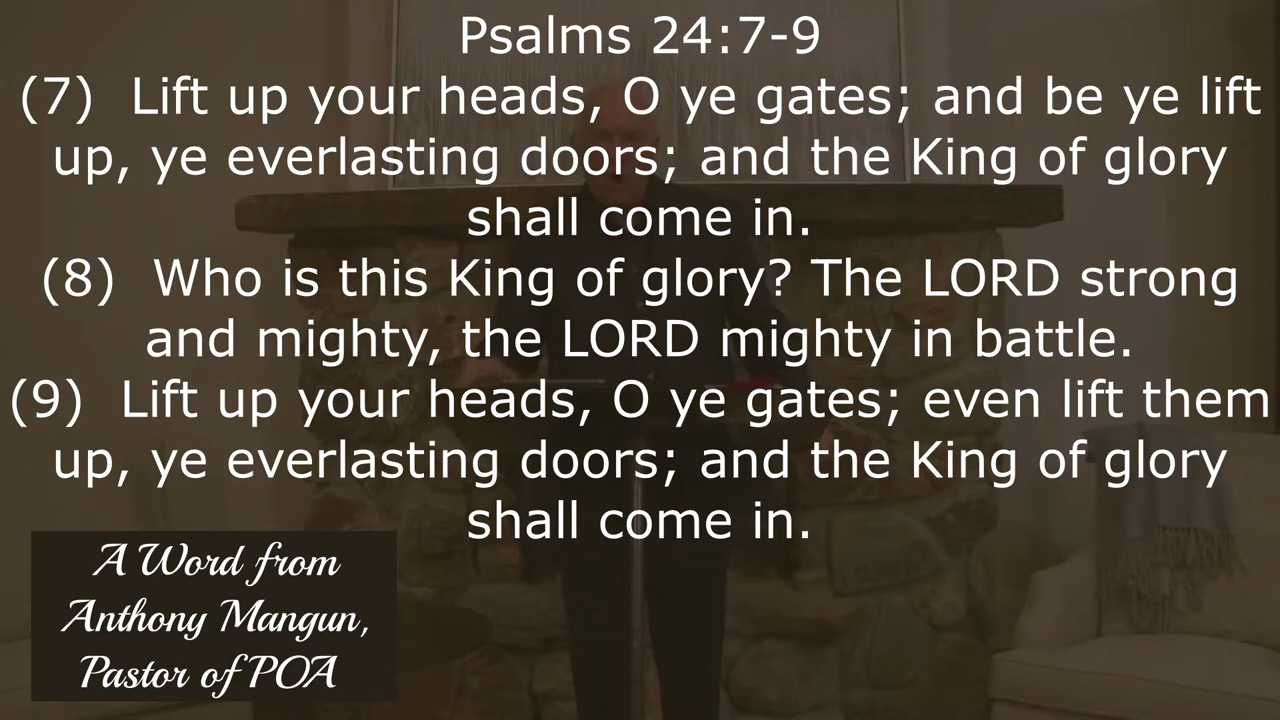 Psalms 24:7-9
(7) Lift up your heads, O ye gates; and be ye lift
up, ye everlasting doors; and the King of glory
shall come in.
(8) Who is this King of glory? The LORD strong
and mighty, the LORD mighty in battle.
(9) Lift up your heads, O ye gates; even lift them
up, ye everlasting doors; and the King of glory
shall come in.
A Word from
Anthony Mangun,
Pastor of POA